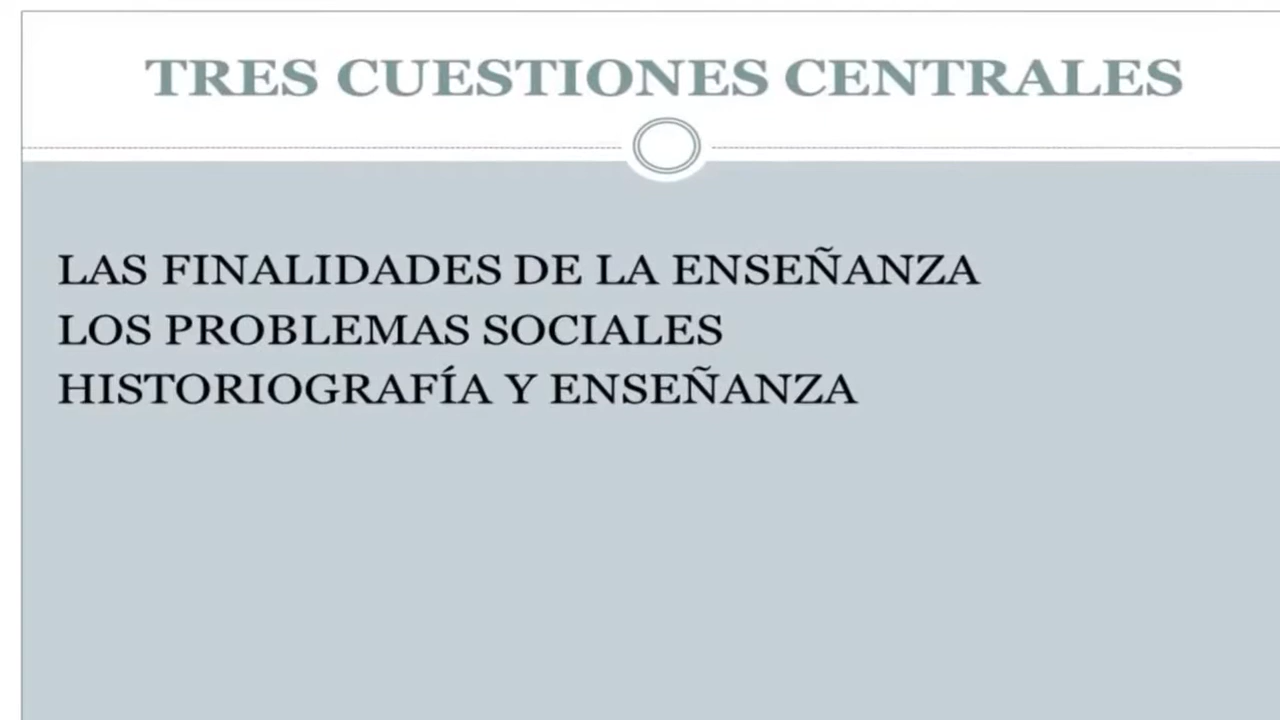 TRES CUESTIONES CENTRALES
LAS FINALIDADES DE LA ENSEÑANZA
LOS PROBLEMAS SOCIALES
HISTORIOGRAFÍA Y ENSEÑANZA